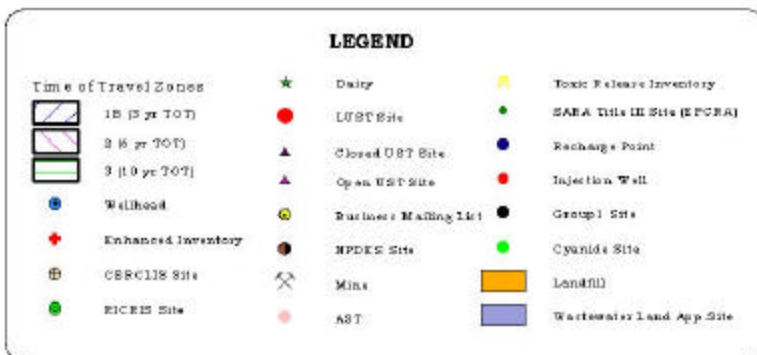 LEGEND
Time of Travel Zones
1B (3 yr TOT)
2 (6 yr TOT)
3 (10 yr TOT)
Wellhead
Enhanced Inventory
CERCLIS Site
RICRIS Site
Dairy
LUST Site
Closed UST Site
Open UST Site
Business Mailing List
NPDES Site
Mine
AST
Toxic Release Inventory
SARA Title III Site (EPCRA)
Recharge Point
Injection Well
Group1 Site
Cyanide Site
Landfill
Wastewater Land App.Site